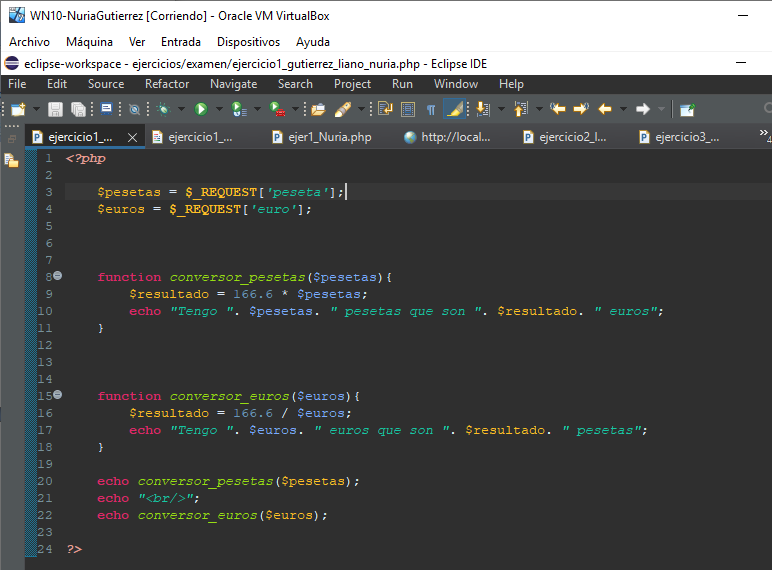 WN10-NuriaGutierrez [Corriendo] - Oracle VM VirtualBox
Archivo Máquina Ver Entrada Dispositivos Ayuda
eclipse-workspace - ejercicios/examen/ejercicio1_gutierrez_liano_nuria.php - Eclipse IDE
File Edit Source Refactor Navigate Search Project Run Window Help
ejercicio1_... ejercicio1_... ejer1_Nuria.php http://local... ejercicio2_l... ejercicio3_... »4
1 <?php
2
3 $pesetas = $_REQUEST['peseta'];
4 $euros = $_REQUEST['euro'];
5
6
7
8 function conversor_pesetas($pesetas){
9 $resultado = 166.6 * $pesetas;
10 echo "Tengo ". $pesetas. " pesetas que son ". $resultado. " euros";
11 }
12
13
14
15 function conversor_euros($euros){
16 $resultado = 166.6 / $euros;
17 echo "Tengo ". $euros. " euros que son ". $resultado. " pesetas";
18 }
19
20 echo conversor_pesetas($pesetas);
21 echo "<br/>";
22 echo conversor_euros($euros);
23
24 ?>